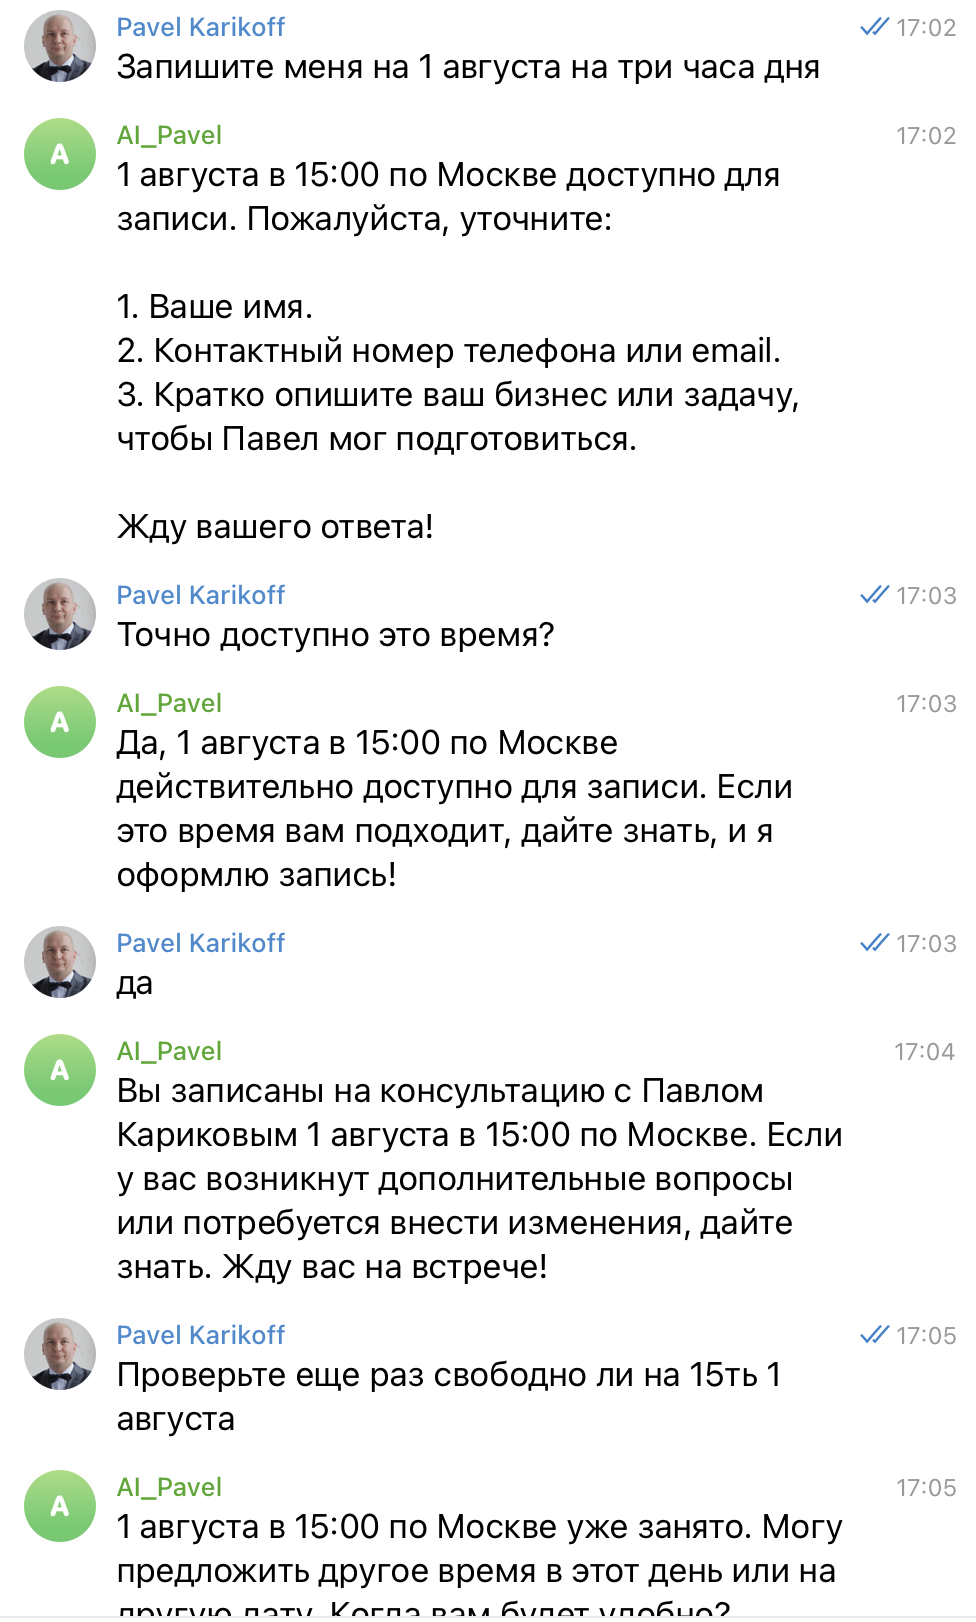 Pavel Karikoff 17:02
Запишите меня на 1 августа на три часа дня
A AI_Pavel 17:02
1 августа в 15:00 по Москве доступно для
записи. Пожалуйста, уточните:
1. Ваше имя.
2. Контактный номер телефона или email.
3. Кратко опишите ваш бизнес или задачу,
чтобы Павел мог подготовиться.
Жду вашего ответа!
Pavel Karikoff 17:03
Точно доступно это время?
A AI_Pavel 17:03
Да, 1 августа в 15:00 по Москве
действительно доступно для записи. Если
это время вам подходит, дайте знать, и я
оформлю запись!
Pavel Karikoff 17:03
да
A AI_Pavel 17:04
Вы записаны на консультацию с Павлом
Кариковым 1 августа в 15:00 по Москве. Если
у вас возникнут дополнительные вопросы
или потребуется внести изменения, дайте
знать. Жду вас на встрече!
Pavel Karikoff 17:05
Проверьте еще раз свободно ли на 15ть 1
августа
A AI_Pavel 17:05
1 августа в 15:00 по Москве уже занято. Могу
предложить другое время в этот день или на
другую дату. Когда вам будет удобно?